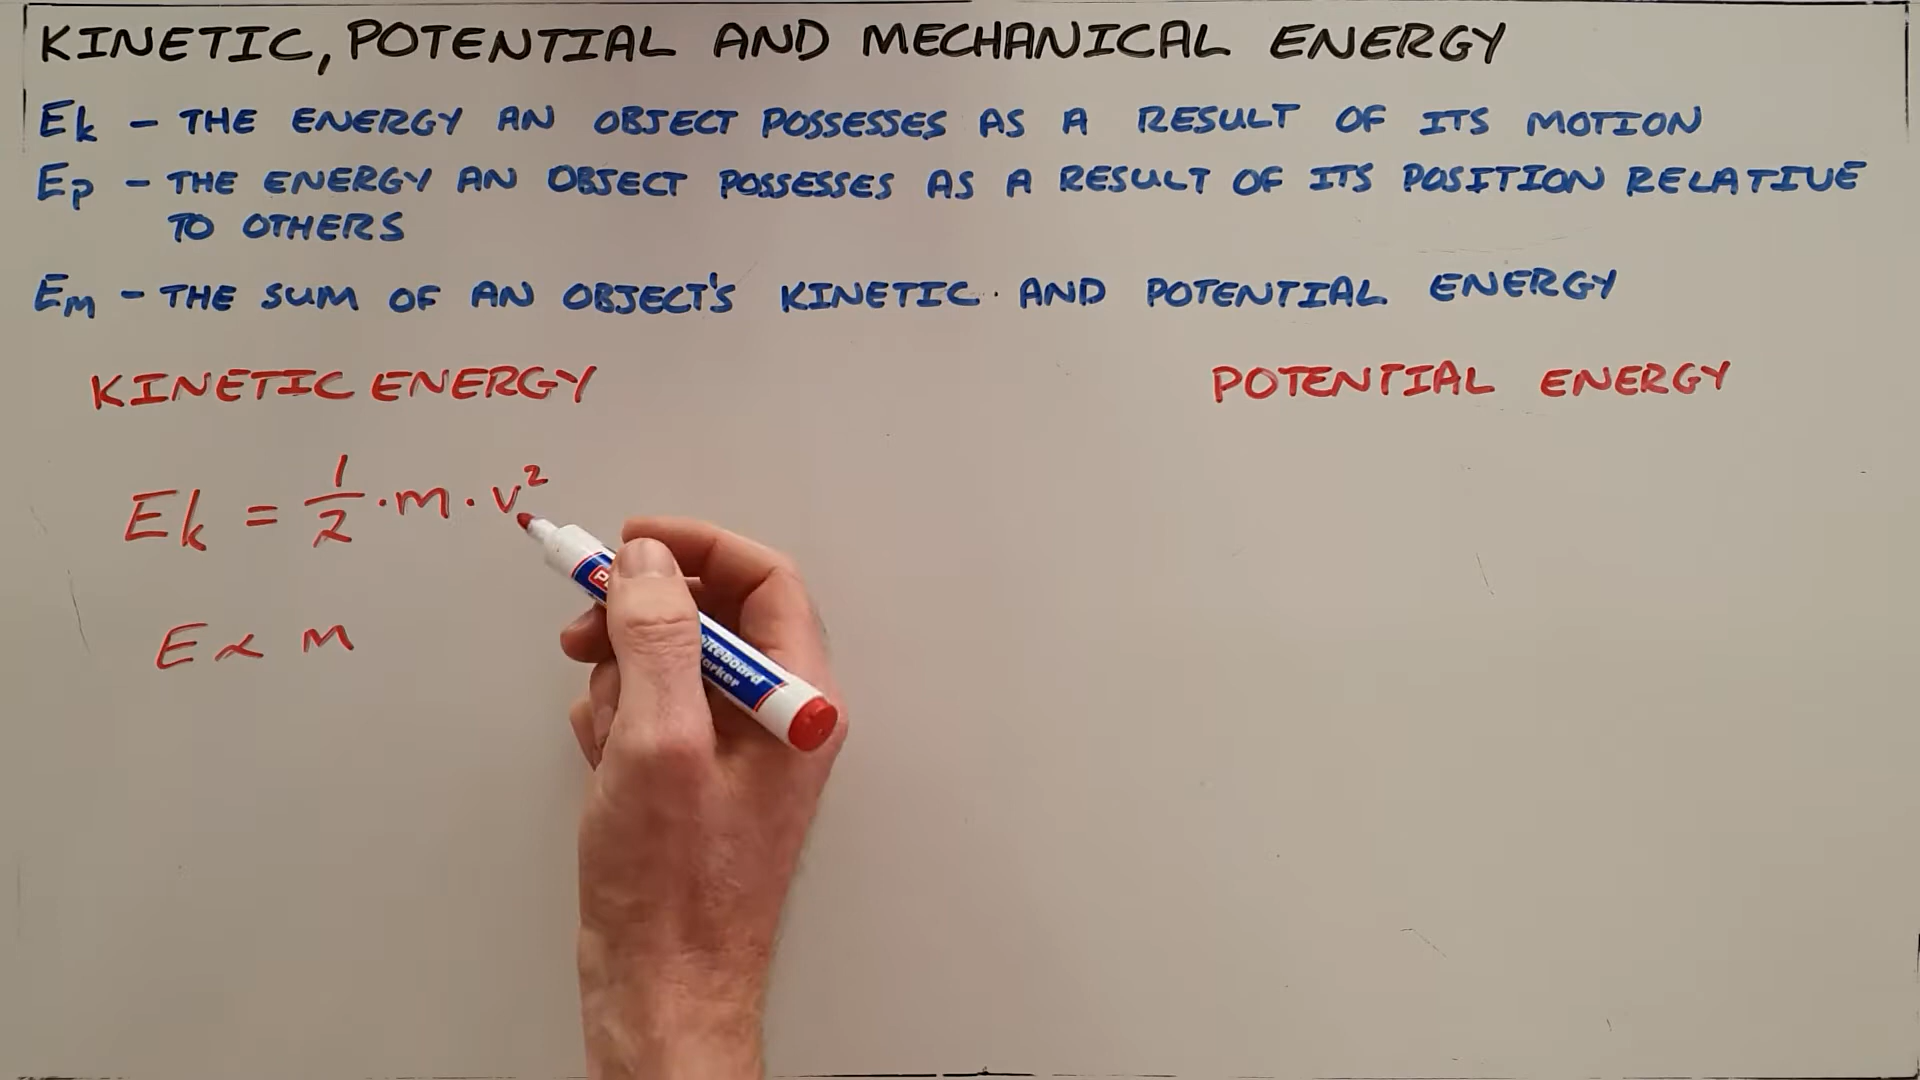 KINETIC, POTENTIAL AND MECHANICAL ENERGY
Ek - THE ENERGY AN OBJECT POSSESSES AS A RESULT OF ITS MOTION
Ep - THE ENERGY AN OBJECT POSSESSES AS A RESULT OF ITS POSITION RELATIVE
TO OTHERS
Em - THE SUM OF AN OBJECT'S KINETIC AND POTENTIAL ENERGY
KINETIC ENERGY
POTENTIAL ENERGY
Ek = 1/2 · m · v²
E ∝ m